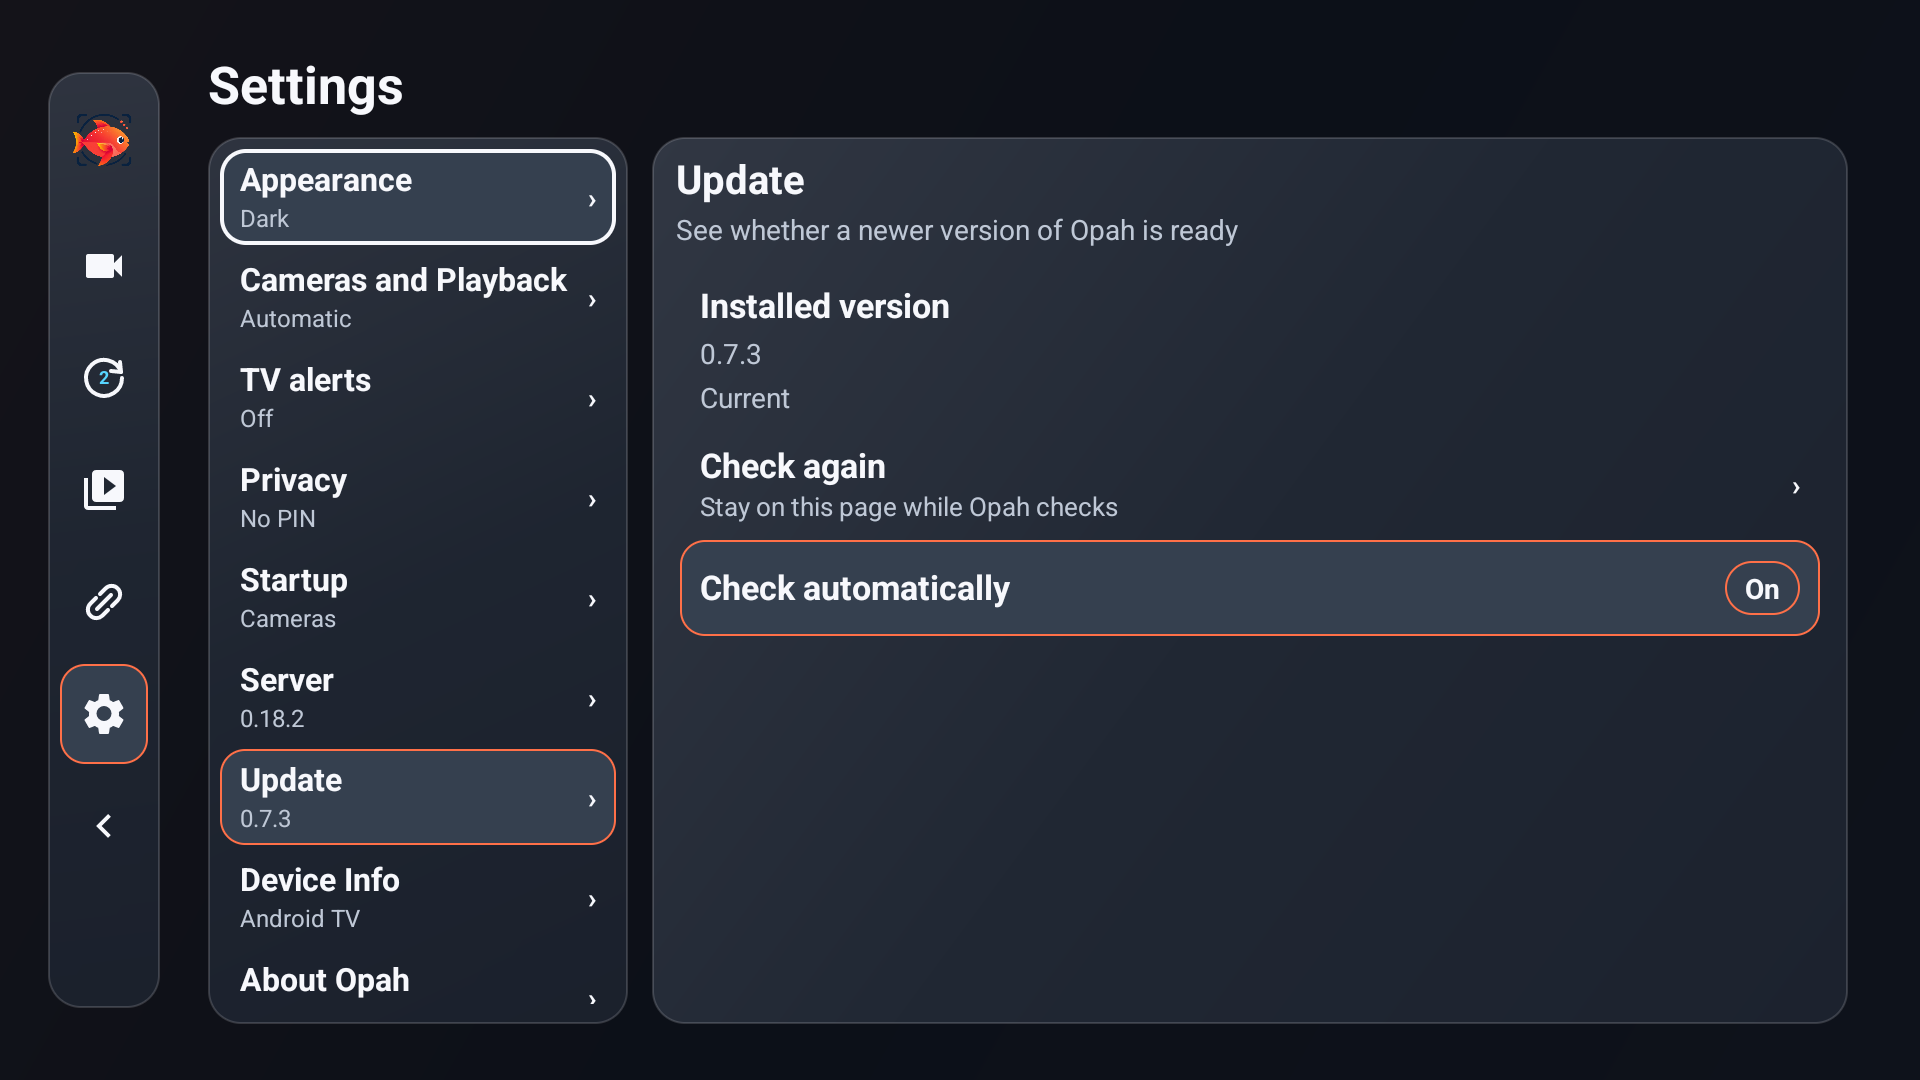 Settings
2
Appearance
Dark
Cameras and Playback
Automatic
TV alerts
Off
Privacy
No PIN
Startup
Cameras
Server
0.18.2
Update
0.7.3
Device Info
Android TV
About Opah
Update
See whether a newer version of Opah is ready
Installed version
0.7.3
Current
Check again
Stay on this page while Opah checks
Check automatically
On